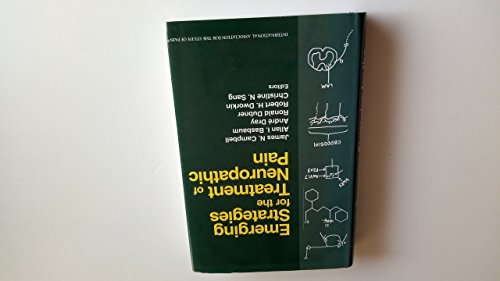 Emerging
Strategies
for the
Treatment of
Neuropathic
Pain
James N. Campbell
Allan I. Basbaum
André Dray
Ronald Dubner
Robert H. Dworkin
Christine N. Sang
Editors
INTERNATIONAL ASSOCIATION FOR THE STUDY OF PAIN